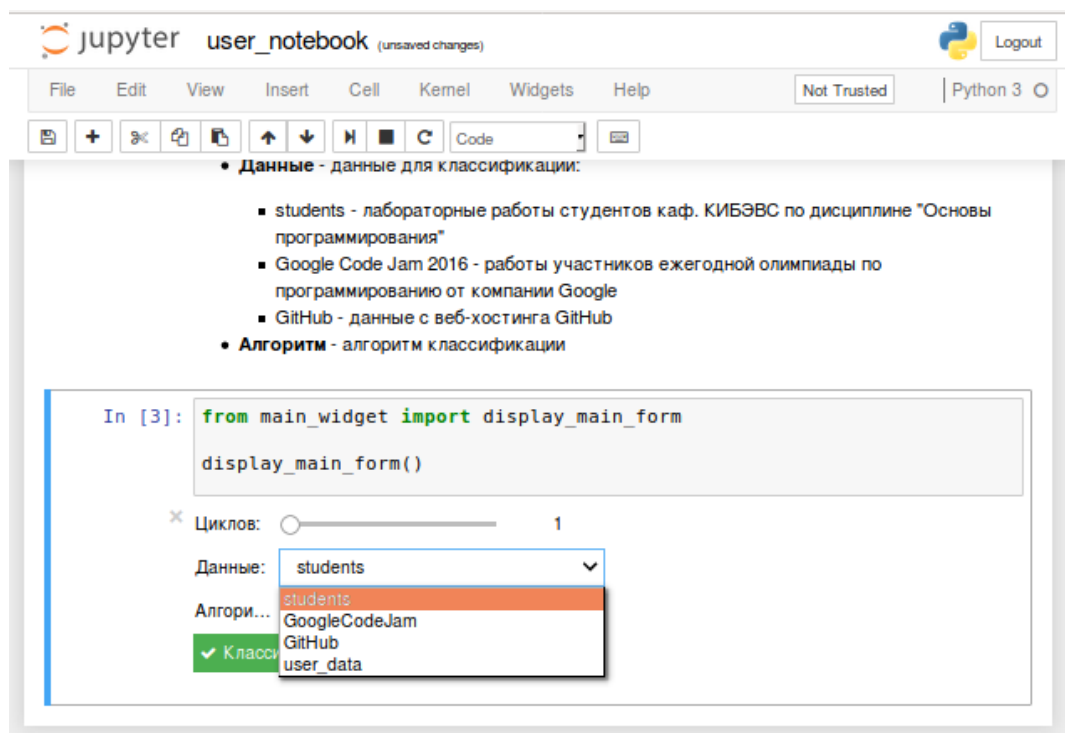 jupyter user_notebook (unsaved changes) Logout
File Edit View Insert Cell Kernel Widgets Help Not Trusted Python 3
Code
Данные - данные для классификации:
students - лабораторные работы студентов каф. КИБЭВС по дисциплине "Основы
программирования"
Google Code Jam 2016 - работы участников ежегодной олимпиады по
программированию от компании Google
GitHub - данные с веб-хостинга GitHub
Алгоритм - алгоритм классификации
In [3]: from main_widget import display_main_form
display_main_form()
Циклов: 1
Данные: students
students
Алгори...
GoogleCodeJam
GitHub
Класси
user_data